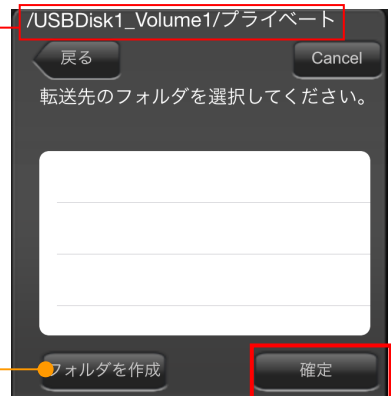 /USBDisk1_Volume1/プライベート
戻る
Cancel
転送先のフォルダを選択してください。
フォルダを作成
確定